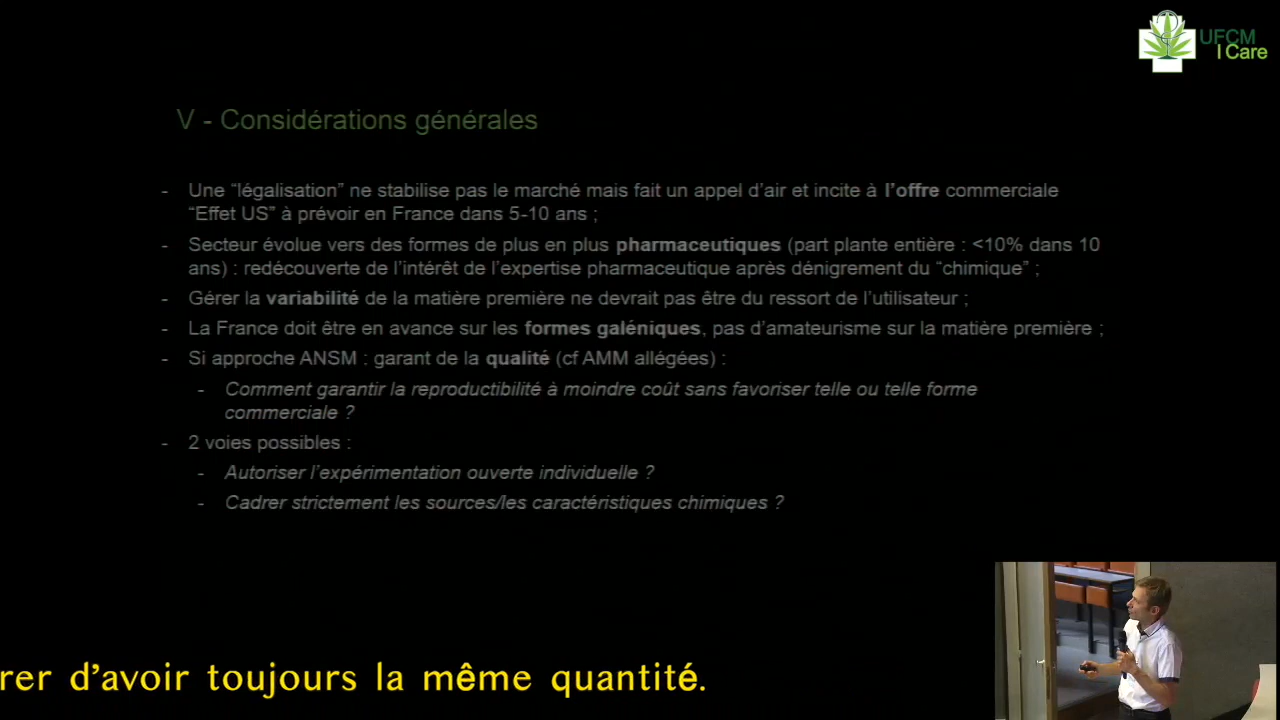 UFCM
I Care
V - Considérations générales
- Une “légalisation” ne stabilise pas le marché mais fait un appel d’air et incite à l’offre commerciale
“Effet US” à prévoir en France dans 5-10 ans ;
- Secteur évolue vers des formes de plus en plus pharmaceutiques (part plante entière : <10% dans 10
ans) : redécouverte de l’intérêt de l’expertise pharmaceutique après dénigrement du “chimique” ;
- Gérer la variabilité de la matière première ne devrait pas être du ressort de l’utilisateur ;
- La France doit être en avance sur les formes galéniques, pas d’amateurisme sur la matière première ;
- Si approche ANSM : garant de la qualité (cf AMM allégées) :
- Comment garantir la reproductibilité à moindre coût sans favoriser telle ou telle forme
commerciale ?
- 2 voies possibles :
- Autoriser l’expérimentation ouverte individuelle ?
- Cadrer strictement les sources/les caractéristiques chimiques ?
rer d’avoir toujours la même quantité.